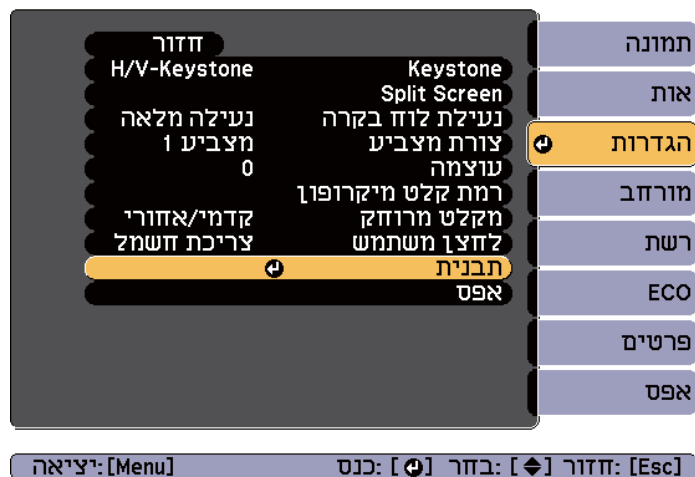 חזור
Keystone H/V-Keystone
Split Screen
נעילת לוח בקרה נעילה מלאה
צורת מצביע מצביע 1
עוצמה 0
רמת קלט מיקרופון
מקלט מרוחק קדמי/אחורי
לחצן משתמש צריכת חשמל
תבנית
אפס
תמונה
אות
הגדרות
מורחב
רשת
ECO
פרטים
אפס
[Esc] :חזור [ ] :בחר [ ] :כנס [Menu]:יציאה